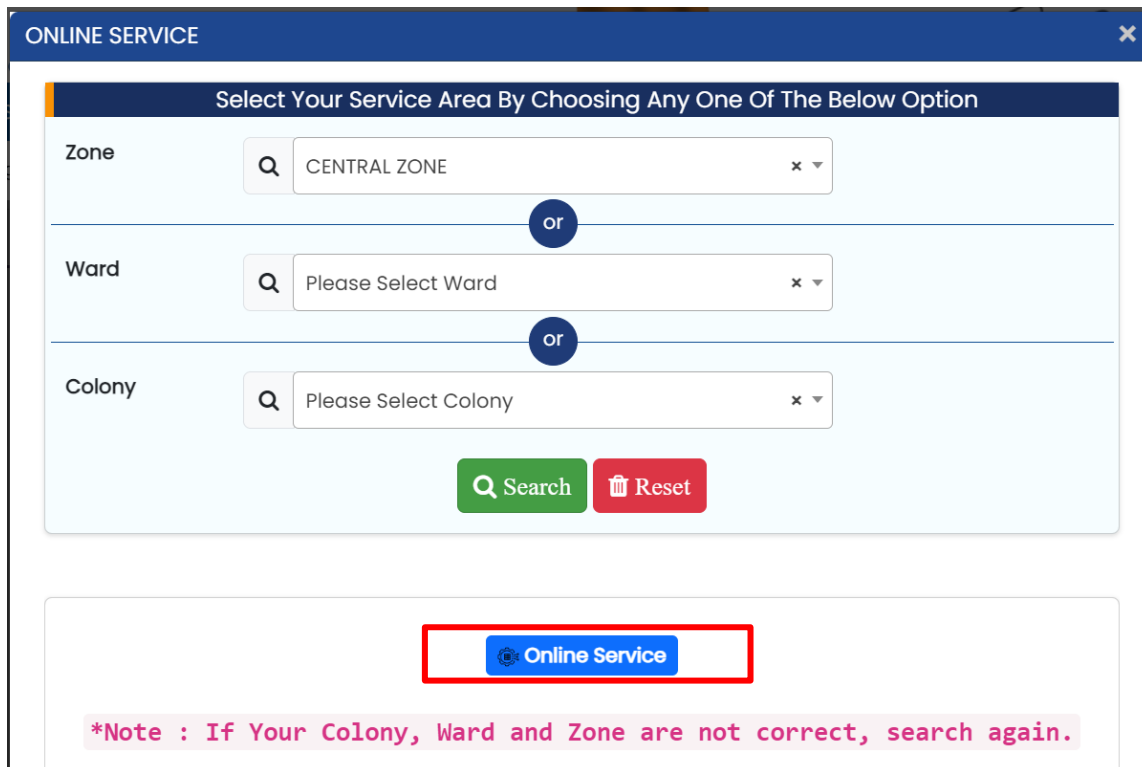 ONLINE SERVICE ×
Select Your Service Area By Choosing Any One Of The Below Option
Zone CENTRAL ZONE ×
or
Ward Please Select Ward ×
or
Colony Please Select Colony ×
Search Reset
Online Service
*Note : If Your Colony, Ward and Zone are not correct, search again.